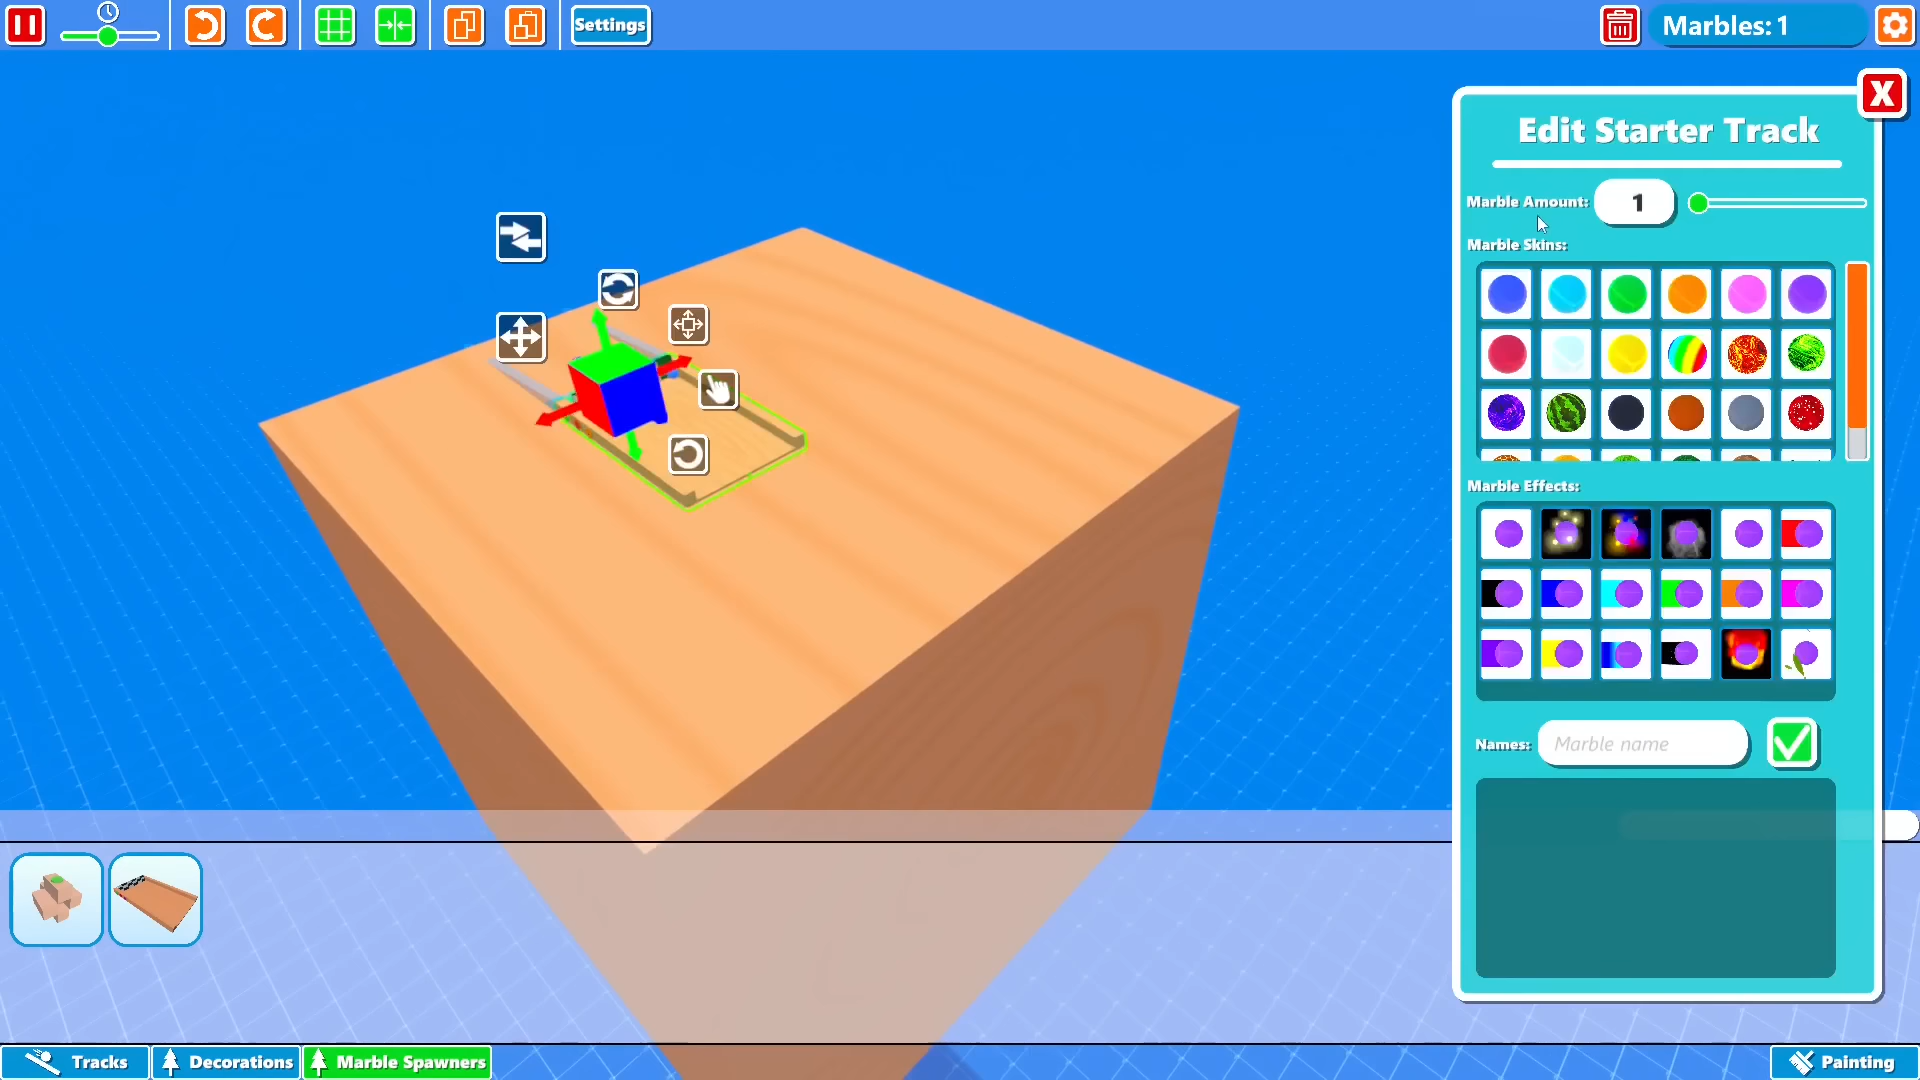 Settings
Marbles: 1
X
Edit Starter Track
Marble Amount: 1
Marble Skins:
Marble Effects:
Names: Marble name
Tracks
Decorations
Marble Spawners
Painting